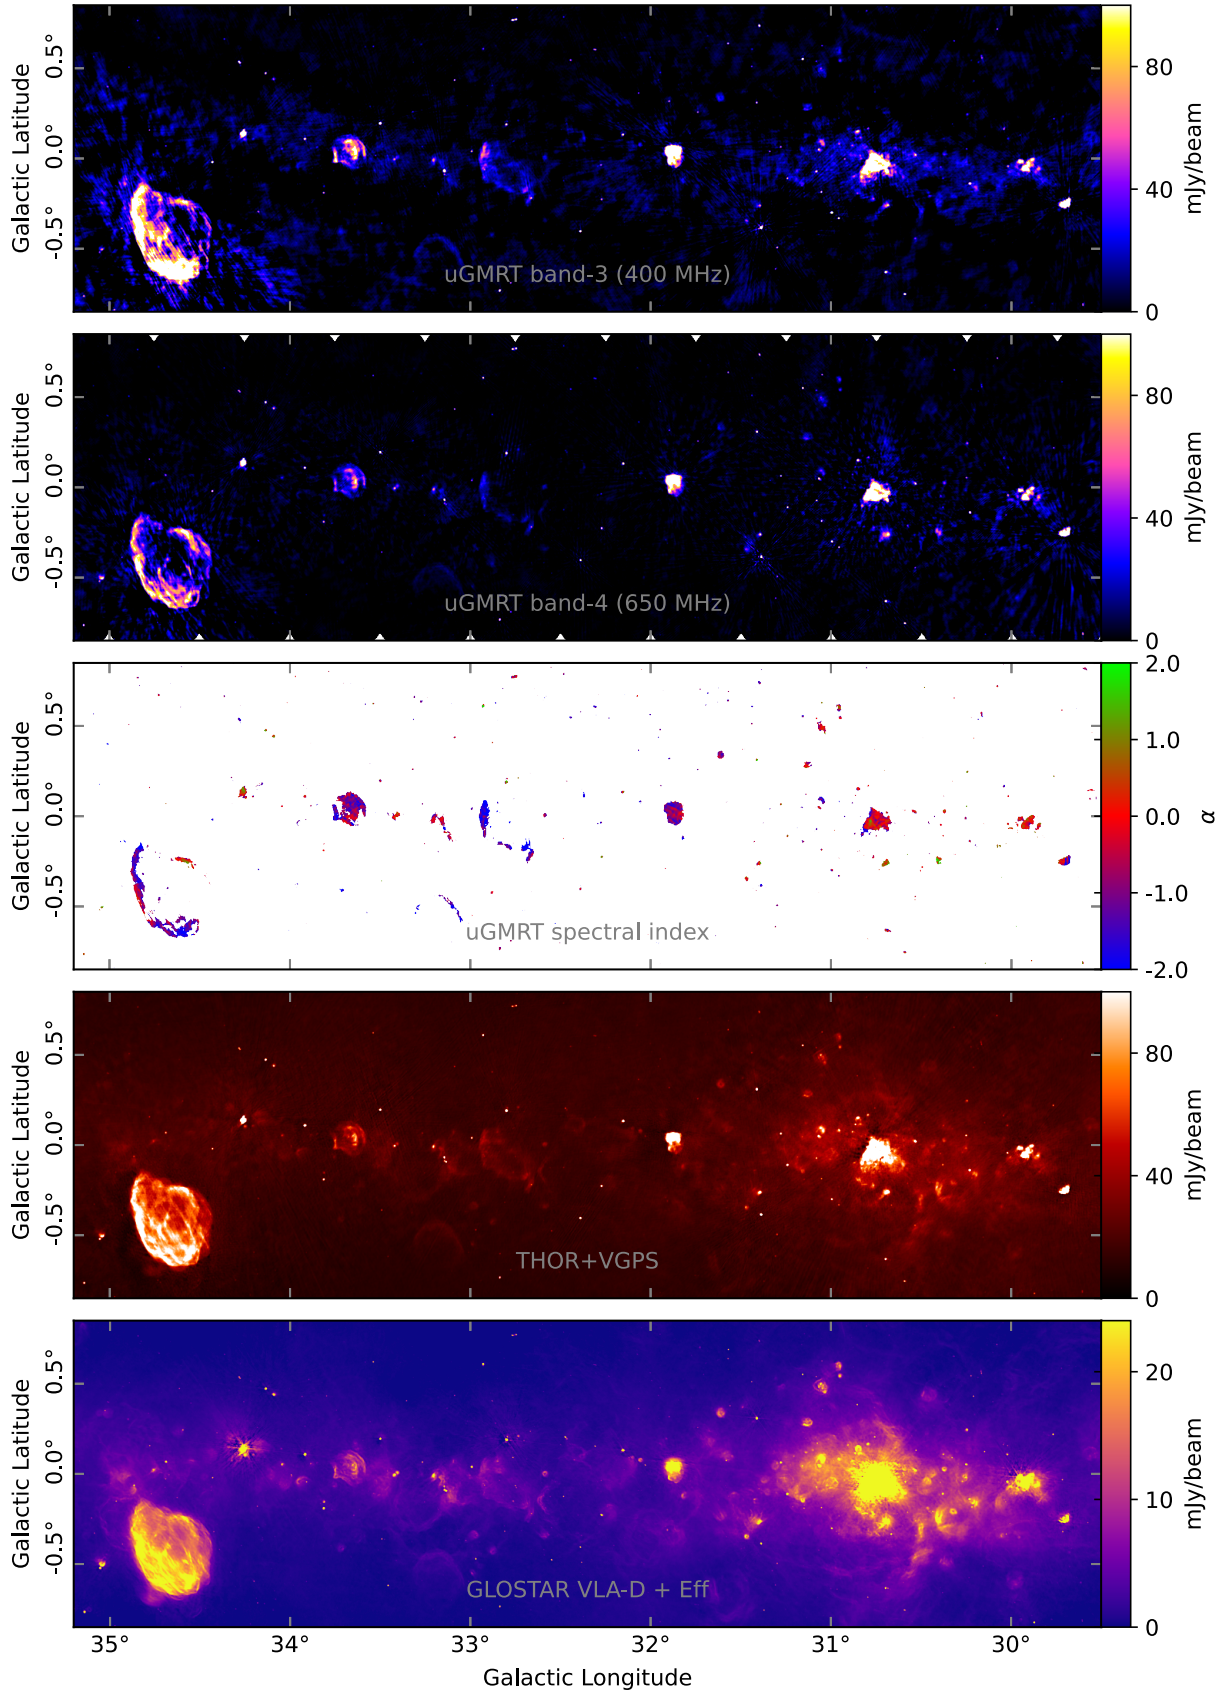 Galactic Latitude
0.5°
0.0°
-0.5°
uGMRT band-3 (400 MHz)
80
40
0
mJy/beam
Galactic Latitude
0.5°
0.0°
-0.5°
uGMRT band-4 (650 MHz)
80
40
0
mJy/beam
Galactic Latitude
0.5°
0.0°
-0.5°
uGMRT spectral index
2.0
1.0
0.0
-1.0
-2.0
α
Galactic Latitude
0.5°
0.0°
-0.5°
THOR+VGPS
80
40
0
mJy/beam
Galactic Latitude
0.5°
0.0°
-0.5°
GLOSTAR VLA-D + Eff
20
10
0
mJy/beam
35° 34° 33° 32° 31° 30°
Galactic Longitude